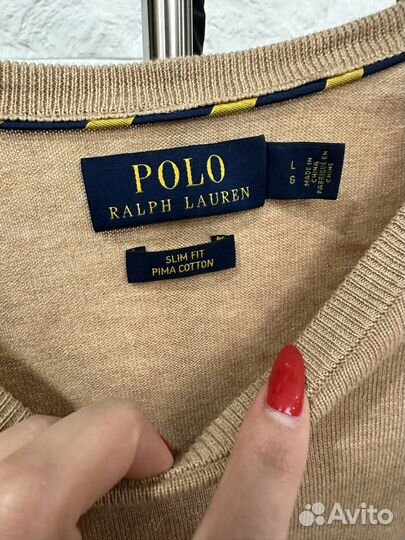 POLO
RALPH LAUREN
L
G
MADE IN
CHINA
FABRIQUÉ EN
CHINE
SLIM FIT
PIMA COTTON
Avito